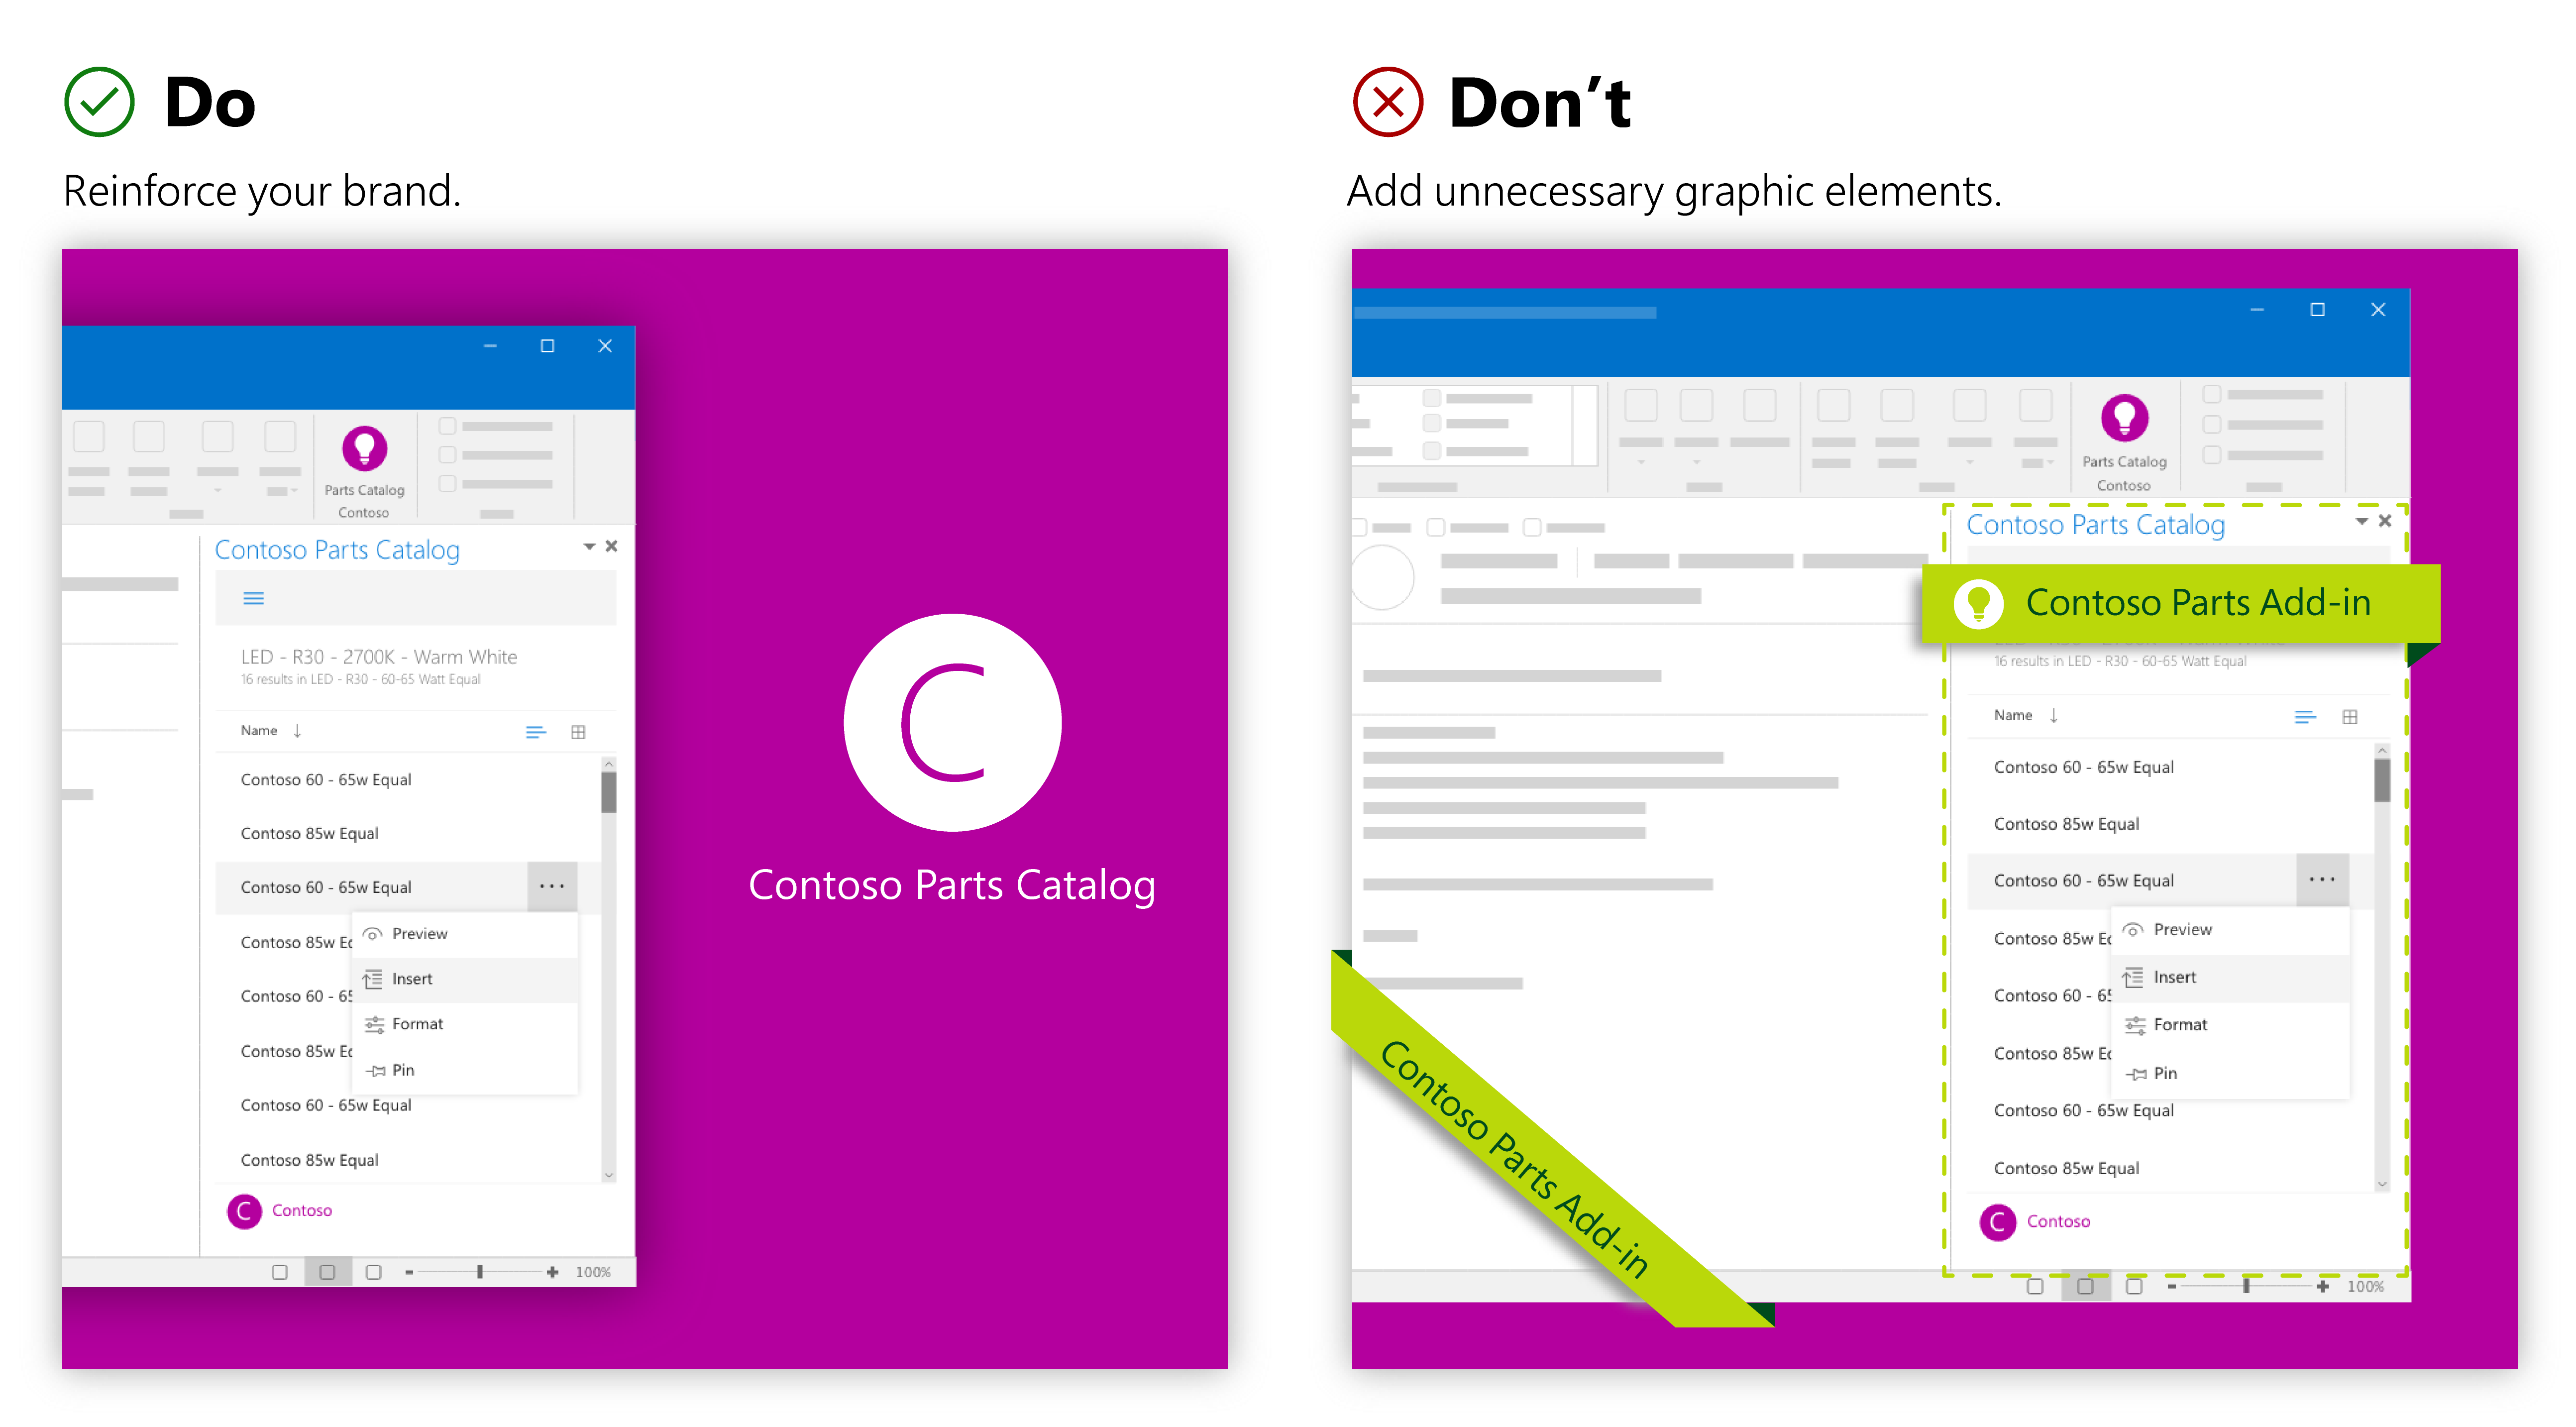 Do
Reinforce your brand.
Parts Catalog
Contoso
Contoso Parts Catalog
LED - R30 - 2700K - Warm White
16 results in LED - R30 - 60-65 Watt Equal
Name
Contoso 60 - 65w Equal
Contoso 85w Equal
Contoso 60 - 65w Equal
Contoso 85w Ec
Preview
Insert
Contoso 60 - 65
Format
Contoso 85w Ec
Pin
Contoso 60 - 65w Equal
Contoso 85w Equal
C Contoso
100%
C
Contoso Parts Catalog
Don't
Add unnecessary graphic elements.
Parts Catalog
Contoso
Contoso Parts Catalog
Contoso Parts Add-in
16 results in LED - R30 - 60-65 Watt Equal
Name
Contoso 60 - 65w Equal
Contoso 85w Equal
Contoso 60 - 65w Equal
Contoso 85w Ec
Preview
Insert
Contoso 60 - 65
Format
Contoso 85w Ec
Pin
Contoso 60 - 65w Equal
Contoso 85w Equal
C Contoso
100%
Contoso Parts Add-in